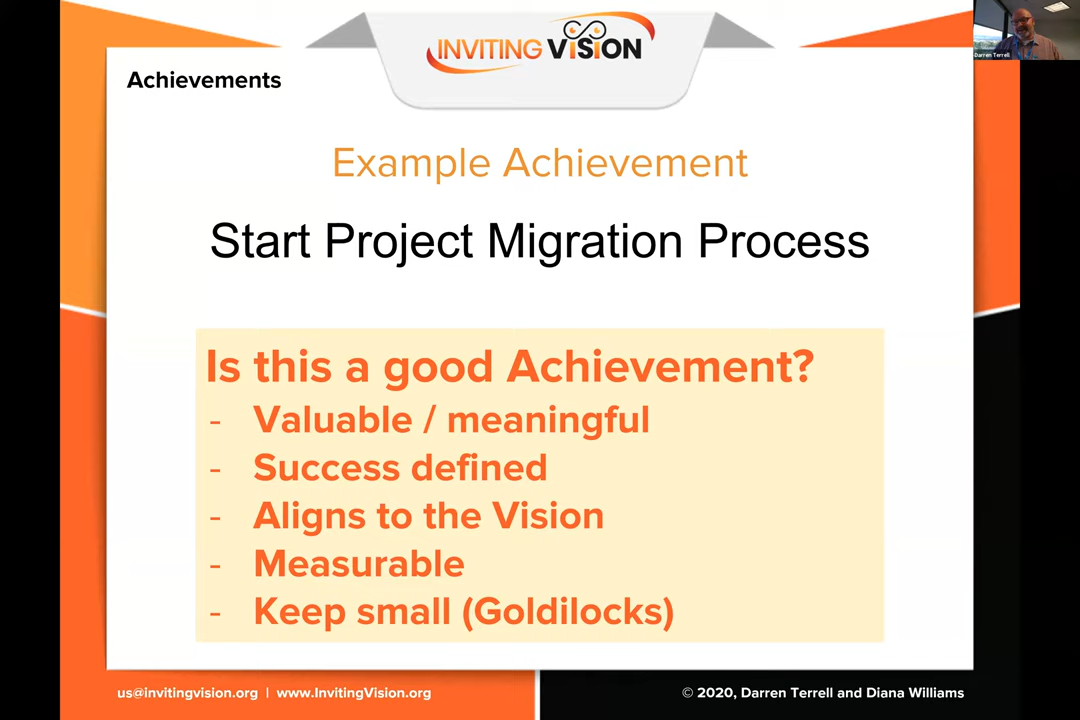 INVITING VISION
Darren Terrell
Achievements
Example Achievement
Start Project Migration Process
Is this a good Achievement?
- Valuable / meaningful
- Success defined
- Aligns to the Vision
- Measurable
- Keep small (Goldilocks)
us@invitingvision.org | www.InvitingVision.org
© 2020, Darren Terrell and Diana Williams